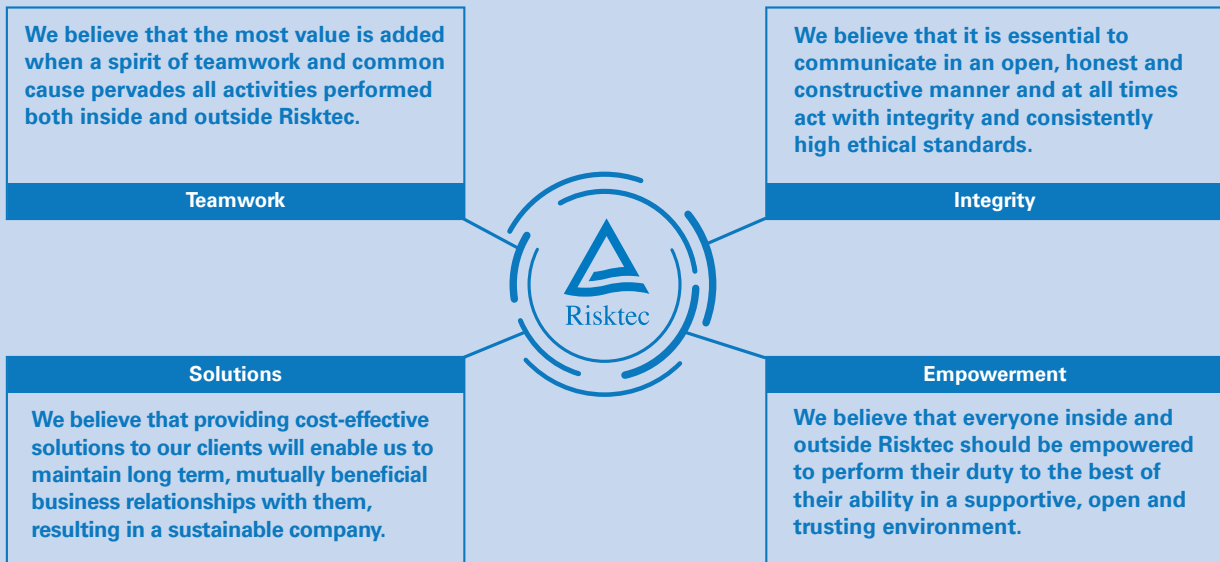 We believe that the most value is added
when a spirit of teamwork and common
cause pervades all activities performed
both inside and outside Risktec.
Teamwork
We believe that it is essential to
communicate in an open, honest and
constructive manner and at all times
act with integrity and consistently
high ethical standards.
Integrity
Risktec
Solutions
We believe that providing cost-effective
solutions to our clients will enable us to
maintain long term, mutually beneficial
business relationships with them,
resulting in a sustainable company.
Empowerment
We believe that everyone inside and
outside Risktec should be empowered
to perform their duty to the best of
their ability in a supportive, open and
trusting environment.